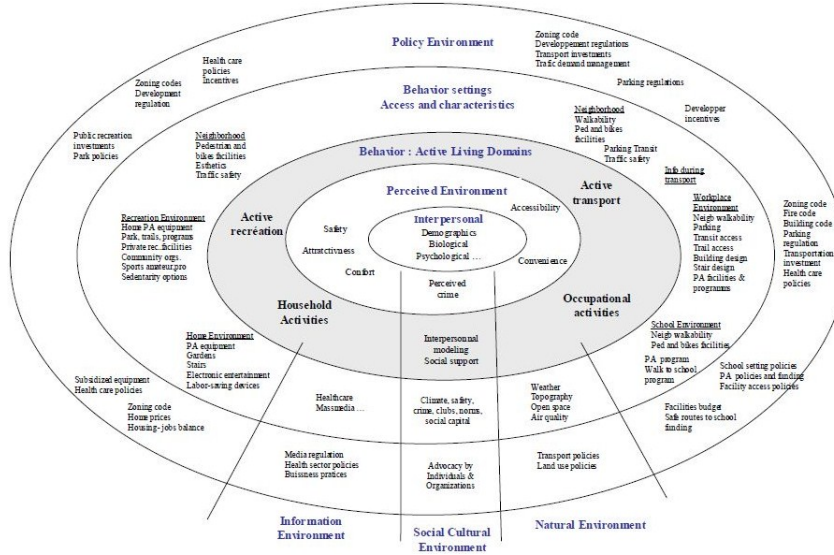 Policy Environment
Zoning code
Developpement regulations
Transport investments
Trafic demand management
Health care
policies
Incentives
Zoning codes
Development
regulation
Parking regulations
Developper
incentives
Public recreation
investments
Park policies
Behavior settings
Access and characteristics
Neighborhood
Pedestrian and
bikes facilities
Esthetics
Traffic safety
Neighborhood
Walkability
Ped and bikes
facilities
Parking Transit
Traffic safety
Info during
transport
Behavior : Active Living Domains
Active
recréation
Active
transport
Perceived Environment
Accessibility
Safety
Attratctivness
Confort
Convenience
Interpersonal
Demographics
Biological
Psychological ...
Perceived
crime
Recreation Environment
Home PA equipment
Park, trails, programs
Private rec..facilities
Community orgs.
Sports amateur.pro
Sedentarity options
Workplace
Environment
Neigb walkability
Parking
Transit access
Trail access
Building design
Stair design
PA facilities &
programms
Zoning code
Fire code
Building code
Parking
regulation
Transportation
investment
Health care
policies
Household
Activities
Occupational
activities
Interpersonnal
modeling
Social support
Home Environment
PA equipment
Gardens
Stairs
Electronic entertainment
Labor-saving devices
School Environment
Neigb walkability
Ped and bikes facilities
PA program
Walk to school
program
School setting policies
PA policies and funding
Facility access policies
Subsidized equipment
Health care policies
Zoning code
Home prices
Housing- jobs balance
Healthcare
Massmedia ...
Climate, safety,
crime, clubs, norus,
social capital
Weather
Topography
Open space
Air quality
Facilities budget
Safe routes to school
funding
Media regulation
Health sector policies
Buissness pratices
Advocacy by
Individuals &
Organizations
Transport policies
Land use policies
Information
Environment
Social Cultural
Environment
Natural Environment